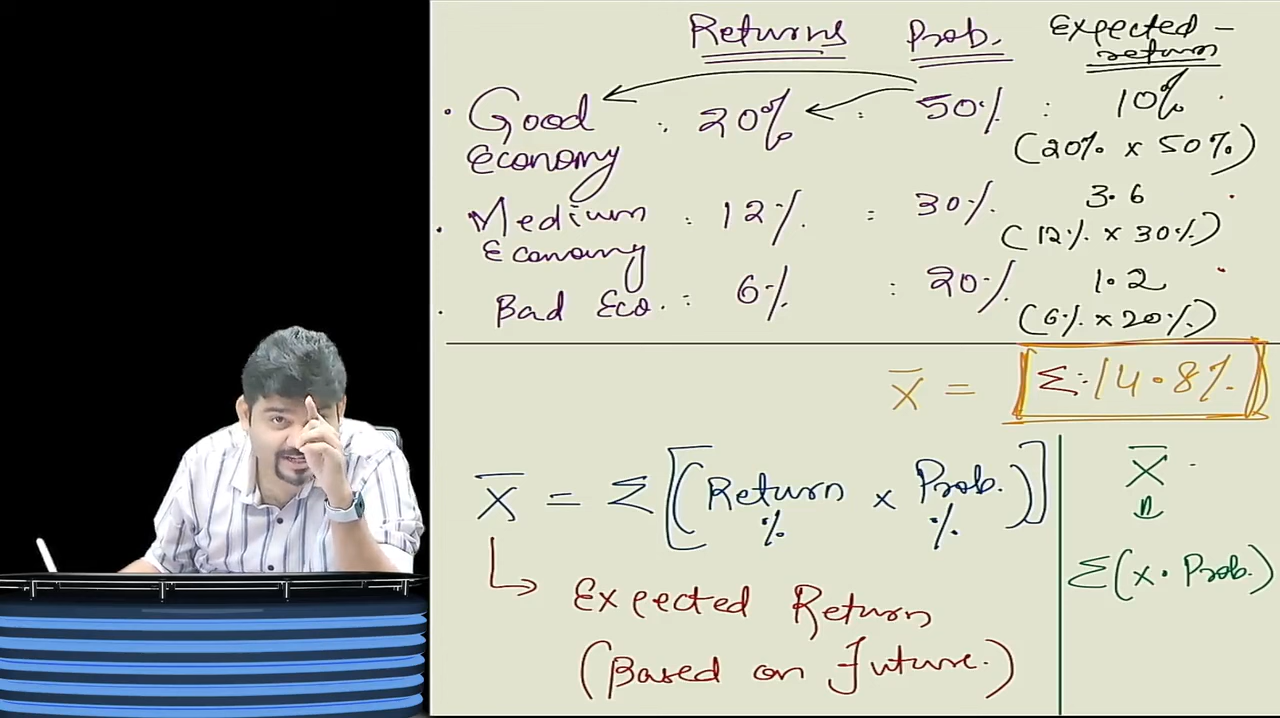 Returns Prob. Expected-
return
· Good : 20% : 50% : 10%
Economy (20% x 50%)
· Medium : 12% : 30% 3.6
Economy (12% x 30%)
· Bad Eco. : 6% : 20% 1.2
(6% x 20%)
X̅ = Σ:14.8%
X̅ = Σ[(Return x Prob.)]
% %
Expected Return
(Based on Future.)
X̅
Σ(x · Prob.)